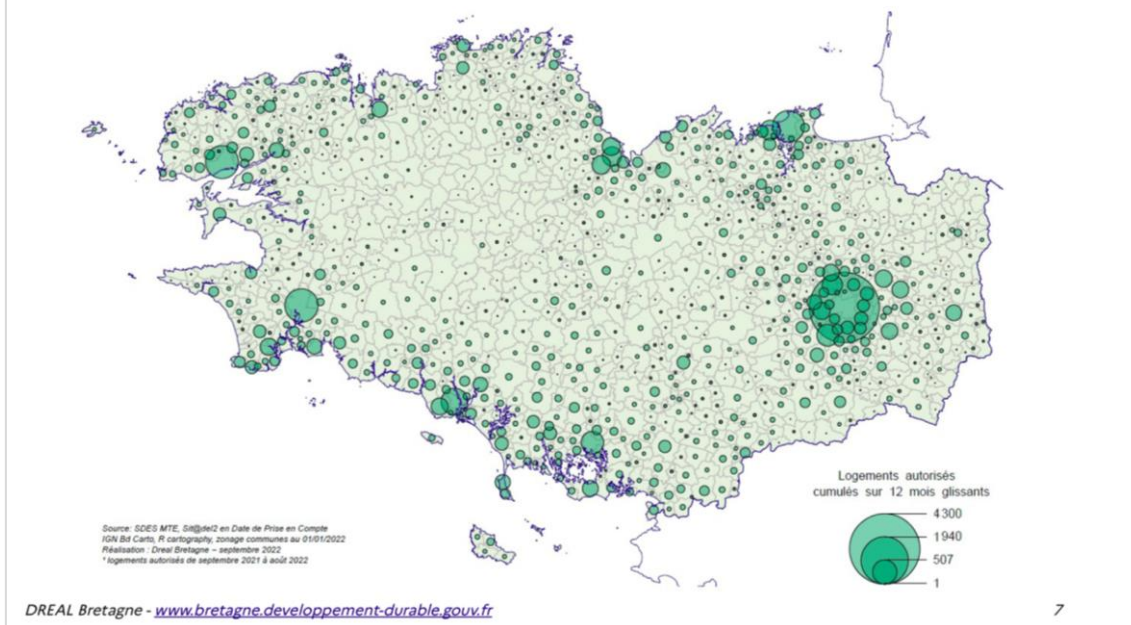 Logements autorisés
cumulés sur 12 mois glissants
4300
1940
507
1
Source: SDES MTE, Sit@del2 en Date de Prise en Compte
IGN Bd Carto, R cartography, zonage communes au 01/01/2022
Réalisation : Dreal Bretagne – septembre 2022
* logements autorisés de septembre 2021 à août 2022
DREAL Bretagne - www.bretagne.developpement-durable.gouv.fr
7